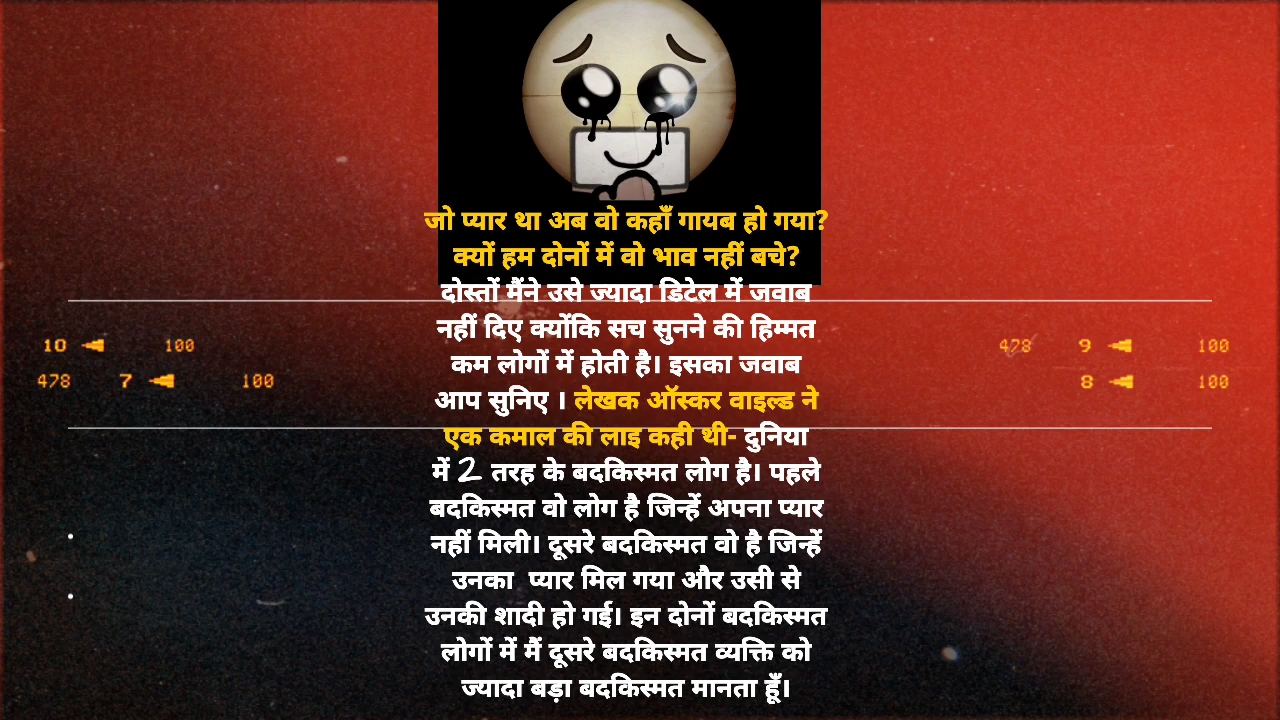 जो प्यार था अब वो कहाँ गायब हो गया?
क्यों हम दोनों में वो भाव नहीं बचे?
दोस्तों मैंने उसे ज्यादा डिटेल में जवाब
नहीं दिए क्योंकि सच सुनने की हिम्मत
कम लोगों में होती है। इसका जवाब
आप सुनिए । लेखक ऑस्कर वाइल्ड ने
एक कमाल की लाइ कही थी- दुनिया
में 2 तरह के बदकिस्मत लोग है। पहले
बदकिस्मत वो लोग है जिन्हें अपना प्यार
नहीं मिली। दूसरे बदकिस्मत वो है जिन्हें
उनका प्यार मिल गया और उसी से
उनकी शादी हो गई। इन दोनों बदकिस्मत
लोगों में मैं दूसरे बदकिस्मत व्यक्ति को
ज्यादा बड़ा बदकिस्मत मानता हूँ।
10 100
478 7 100
478 9 100
8 100